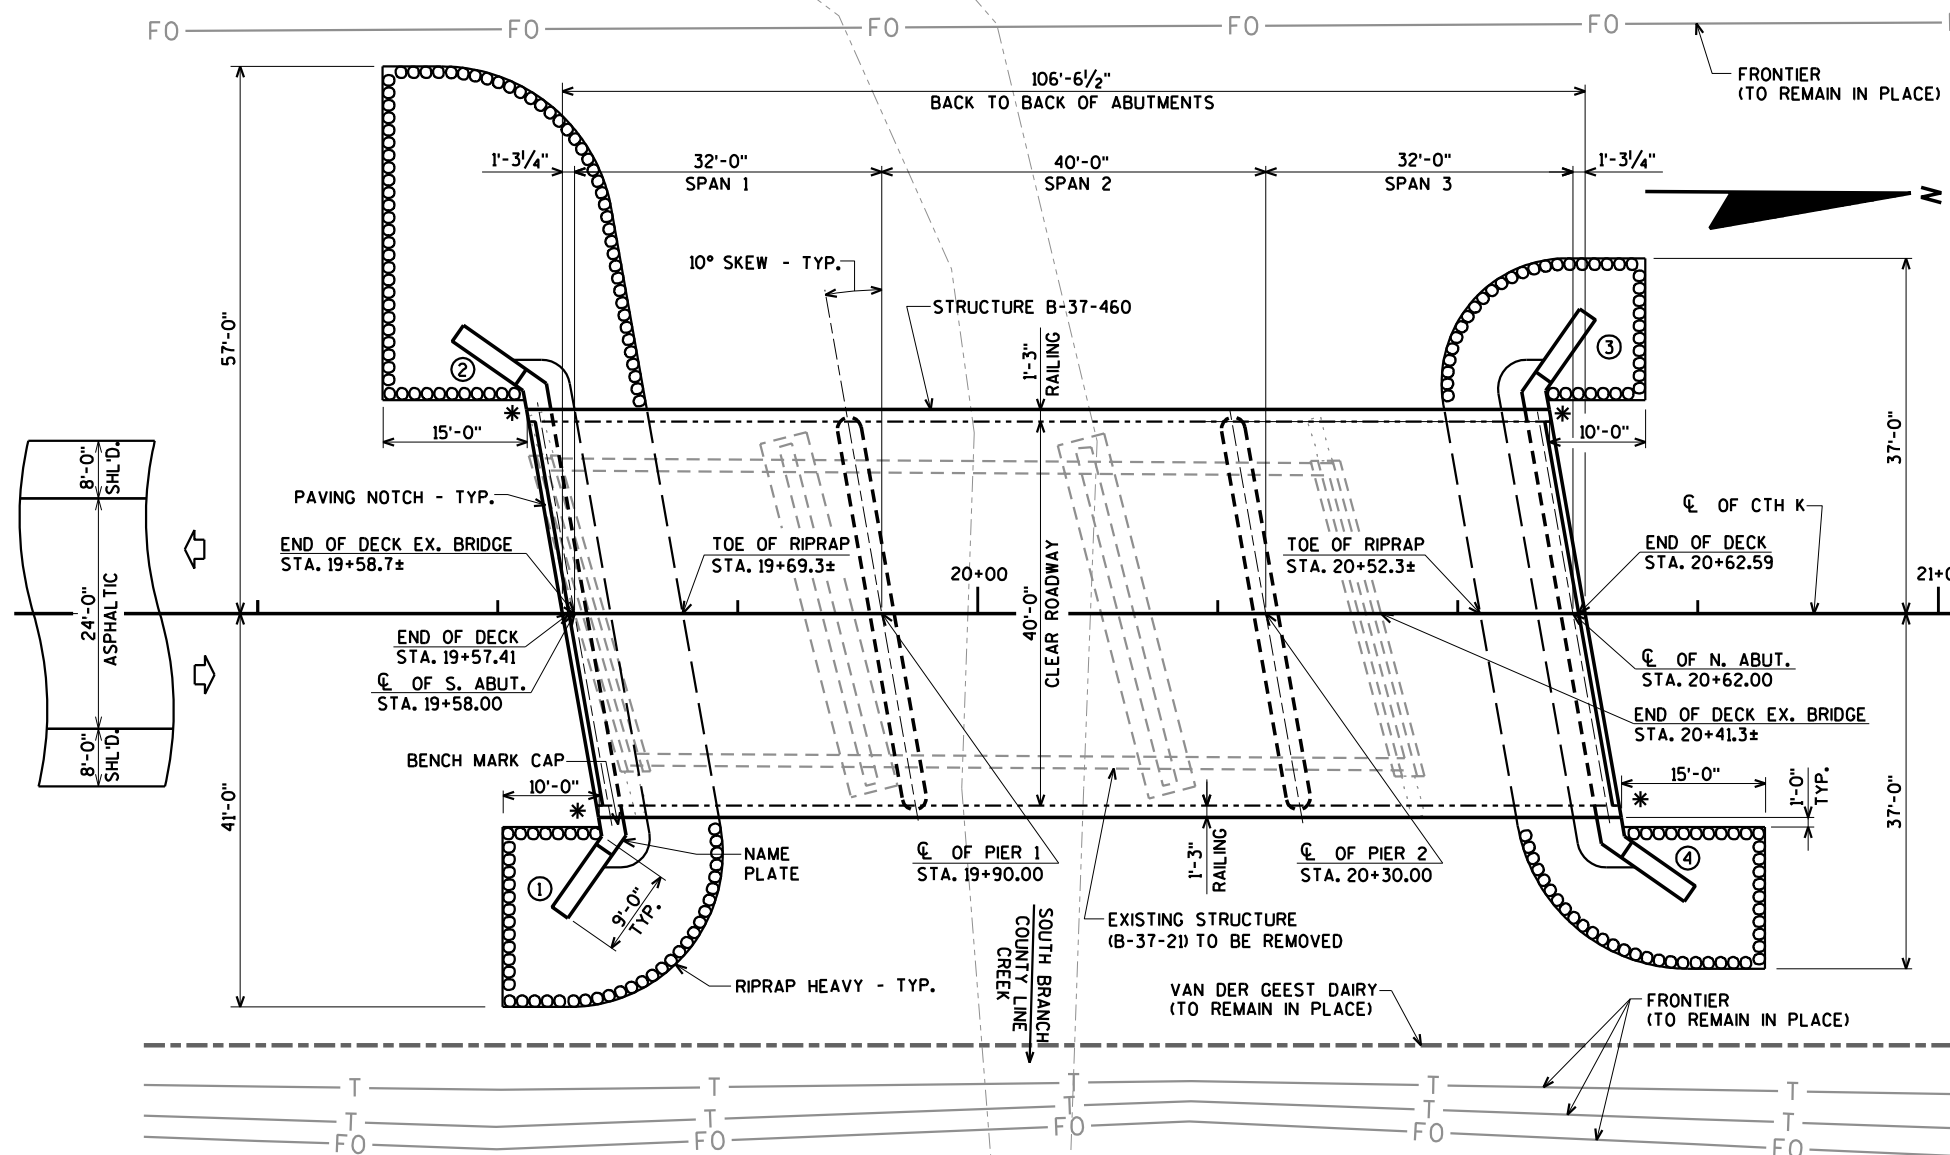 FO FO FO FO FO
FRONTIER
(TO REMAIN IN PLACE)
106'-6½"
BACK TO BACK OF ABUTMENTS
1'-3¼" 32'-0" 40'-0" 32'-0" 1'-3¼"
SPAN 1 SPAN 2 SPAN 3
N
10° SKEW - TYP.
STRUCTURE B-37-460
1'-3"
RAILING
57'-0"
2
3
* *
15'-0"
10'-0"
37'-0"
8'-0"
SHL'D.
PAVING NOTCH - TYP.
℄ OF CTH K
END OF DECK EX. BRIDGE
STA. 19+58.7±
TOE OF RIPRAP
STA. 19+69.3±
20+00
TOE OF RIPRAP
STA. 20+52.3±
END OF DECK
STA. 20+62.59
21+0
24'-0"
ASPHALTIC
40'-0"
CLEAR ROADWAY
END OF DECK
STA. 19+57.41
℄ OF S. ABUT.
STA. 19+58.00
℄ OF N. ABUT.
STA. 20+62.00
END OF DECK EX. BRIDGE
STA. 20+41.3±
8'-0"
SHL'D.
BENCH MARK CAP
10'-0"
15'-0"
1'-0"
TYP.
* *
41'-0"
37'-0"
NAME
PLATE
℄ OF PIER 1
STA. 19+90.00
1'-3"
RAILING
℄ OF PIER 2
STA. 20+30.00
4
1
9'-0"
TYP.
SOUTH BRANCH
COUNTY LINE
CREEK
EXISTING STRUCTURE
(B-37-21) TO BE REMOVED
RIPRAP HEAVY - TYP.
VAN DER GEEST DAIRY
(TO REMAIN IN PLACE)
FRONTIER
(TO REMAIN IN PLACE)
T T T T T
T T T T T
FO FO FO FO FO